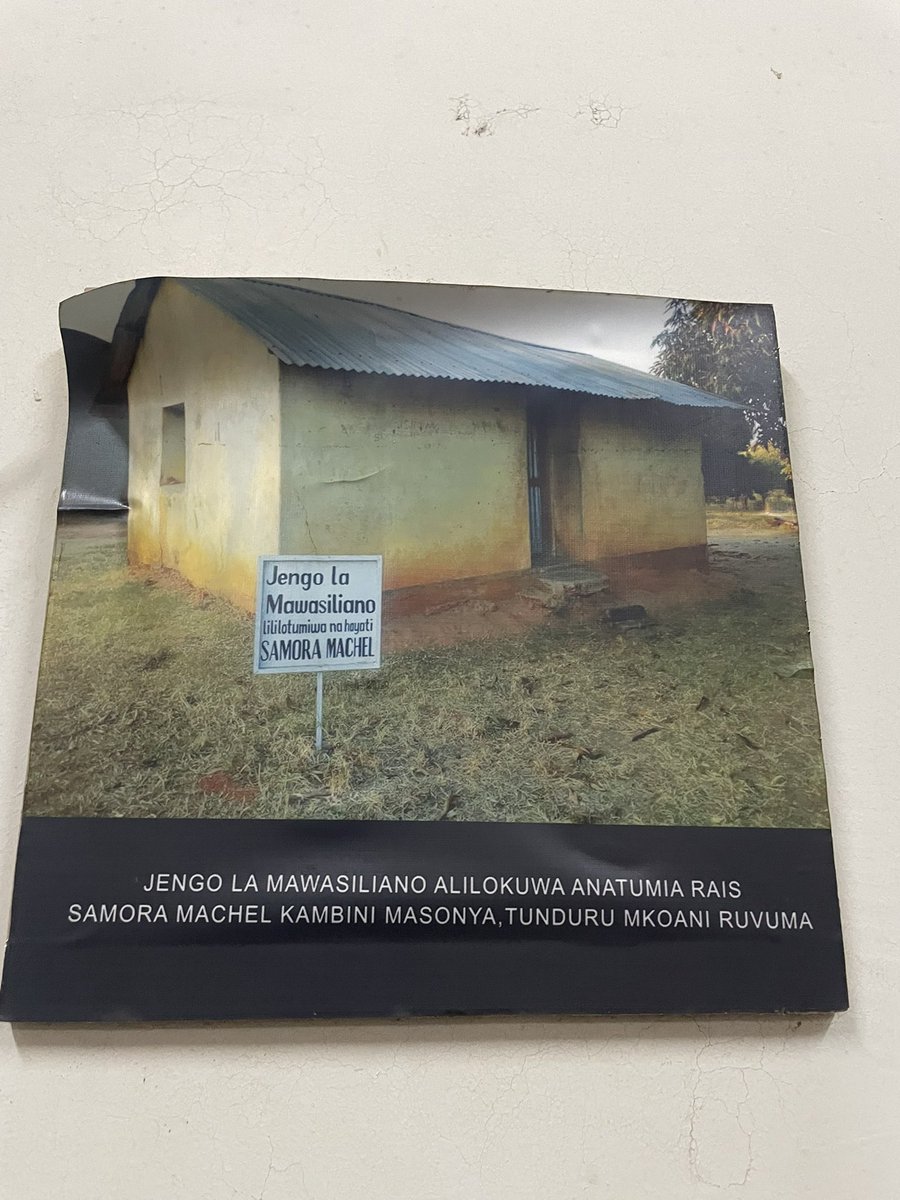 Jengo la
Mawasiliano
lililotumiwa na hayati
SAMORA MACHEL
JENGO LA MAWASILIANO ALILOKUWA ANATUMIA RAIS
SAMORA MACHEL KAMBINI MASONYA,TUNDURU MKOANI RUVUMA